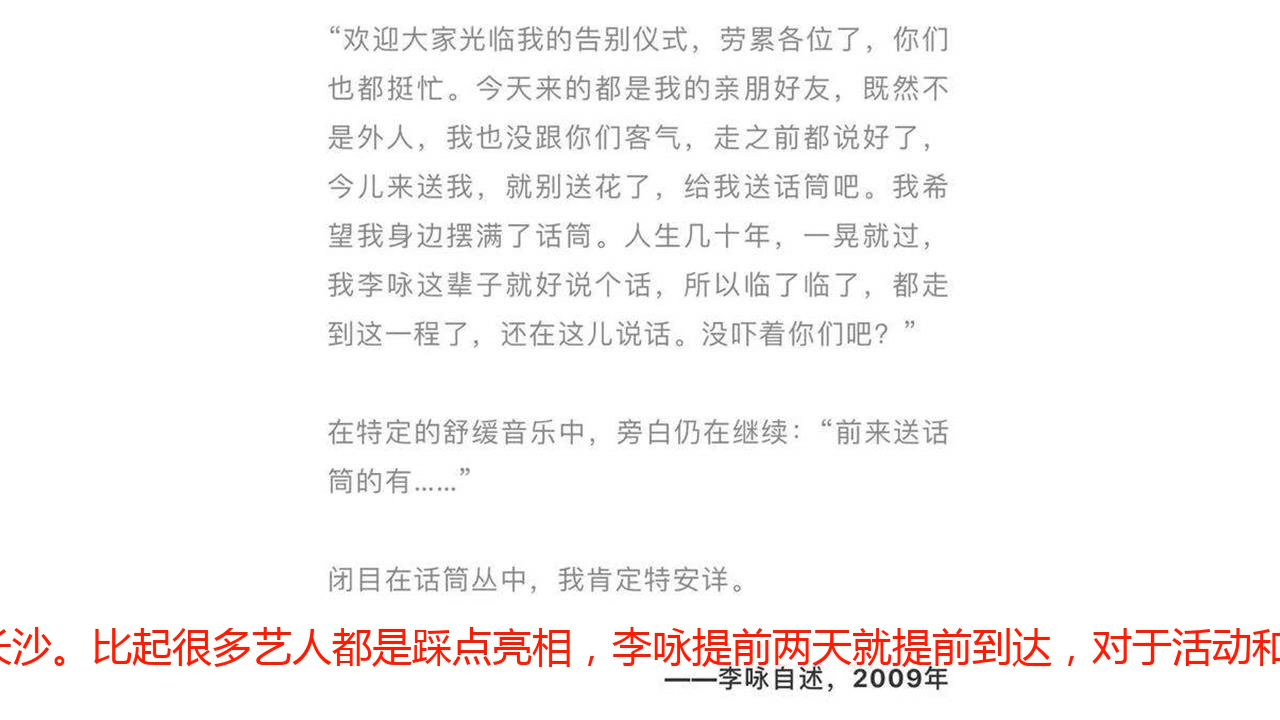 “欢迎大家光临我的告别仪式，劳累各位了，你们
也都挺忙。今天来的都是我的亲朋好友，既然不
是外人，我也没跟你们客气，走之前都说好了，
今儿来送我，就别送花了，给我送话筒吧。我希
望我身边摆满了话筒。人生几十年，一晃就过，
我李咏这辈子就好说个话，所以临了临了，都走
到这一程了，还在这儿说话。没吓着你们吧？”
在特定的舒缓音乐中，旁白仍在继续：“前来送话
筒的有……”
闭目在话筒丛中，我肯定特安详。
长沙。比起很多艺人都是踩点亮相，李咏提前两天就提前到达，对于活动和
——李咏自述，2009年